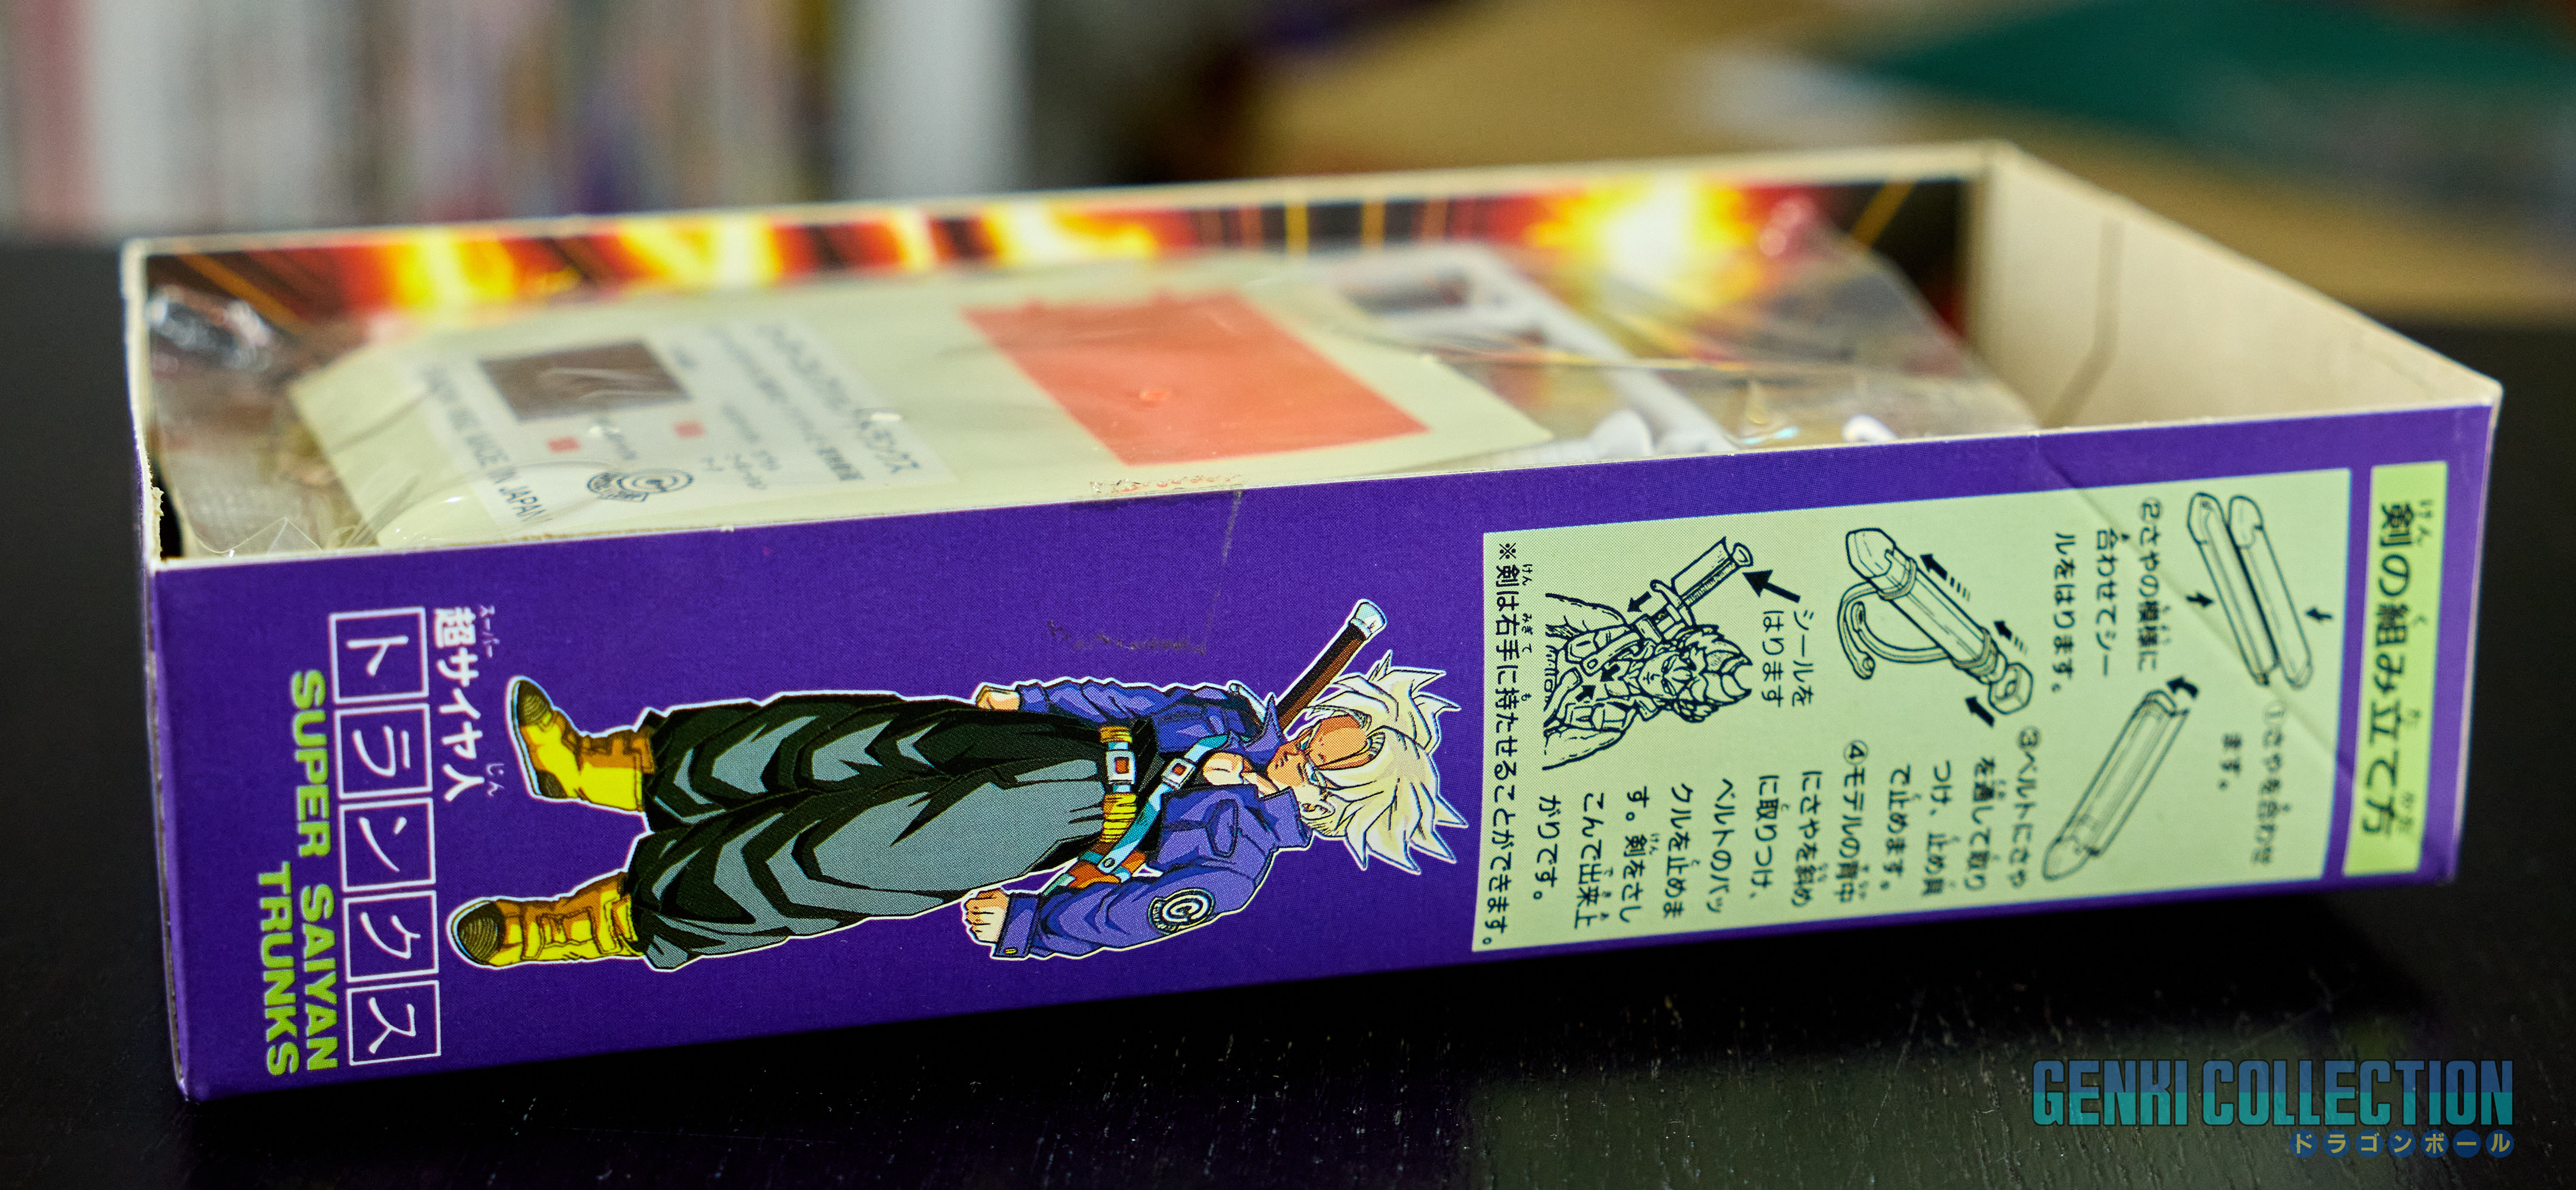 剣の組み立て方
①さやを合わせ
ます。
②さやの模様に
合わせてシー
ルをはります。
③ベルトにさや
を通して取り
つけ、止め具
で止めます。
④モデルの背中
にさやを斜め
に取りつけ、
ベルトのバッ
クルを止めま
す。剣をさし
こんで出来上
がりです。
シールを
はります
※剣は右手に持たせることができます。
超サイヤ人
トランクス
SUPER SAIYAN
TRUNKS
MADE IN JAPAN
GENKI COLLECTION
ドラゴンボール